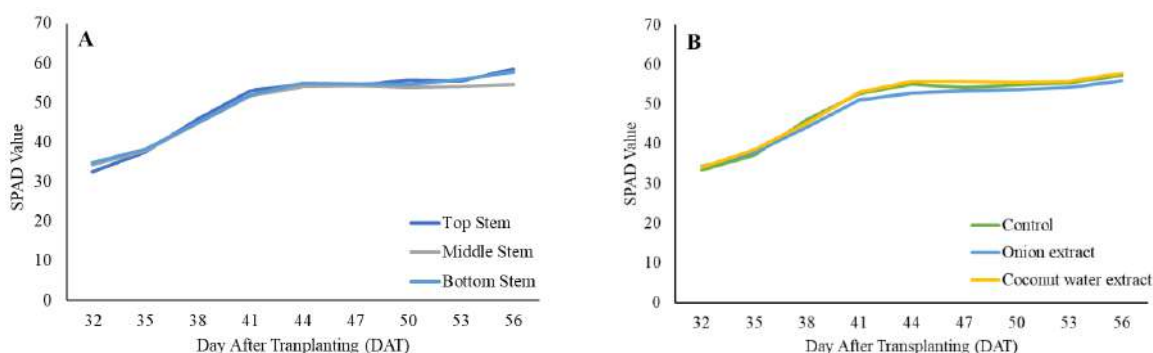 A
SPAD Value
70
60
50
40
30
20
10
0
Top Stem
Middle Stem
Bottom Stem
32 35 38 41 44 47 50 53 56
Day After Tranplanting (DAT)
B
SPAD Value
70
60
50
40
30
20
10
0
Control
Onion extract
Coconut water extract
32 35 38 41 44 47 50 53 56
Day After Transplanting (DAT)